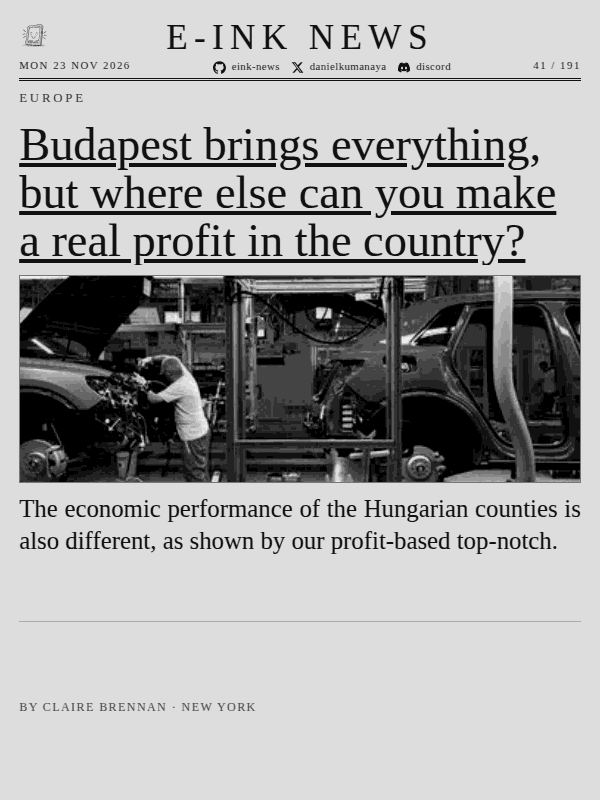 E-INK NEWS
MON 23 NOV 2026
eink-news danielkumanaya discord
41 / 191
EUROPE
Budapest brings everything,
but where else can you make
a real profit in the country?
The economic performance of the Hungarian counties is
also different, as shown by our profit-based top-notch.
BY CLAIRE BRENNAN · NEW YORK